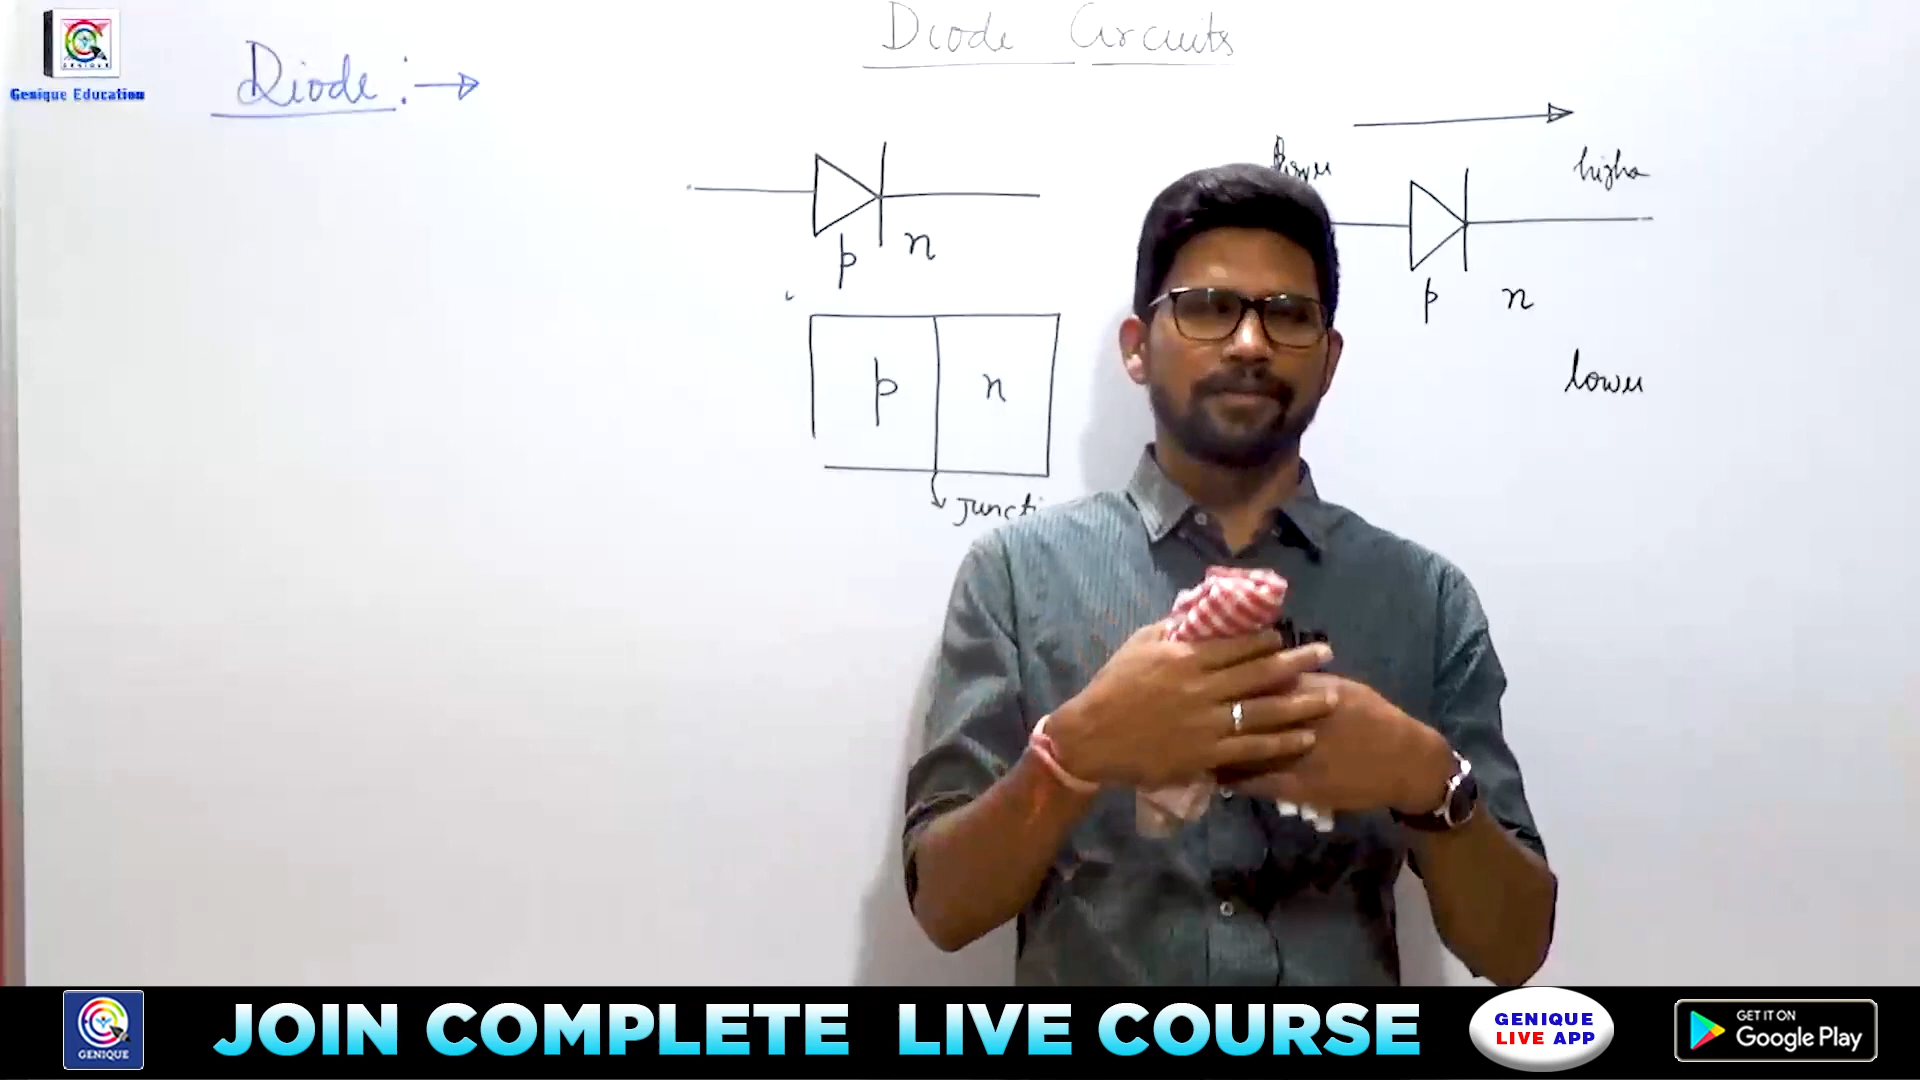 Diode Circuits
Genique Education
Diode :→
higher
p n
p n
p n
lower
JOIN COMPLETE LIVE COURSE
GENIQUE
GENIQUE
LIVE APP
GET IT ON
Google Play